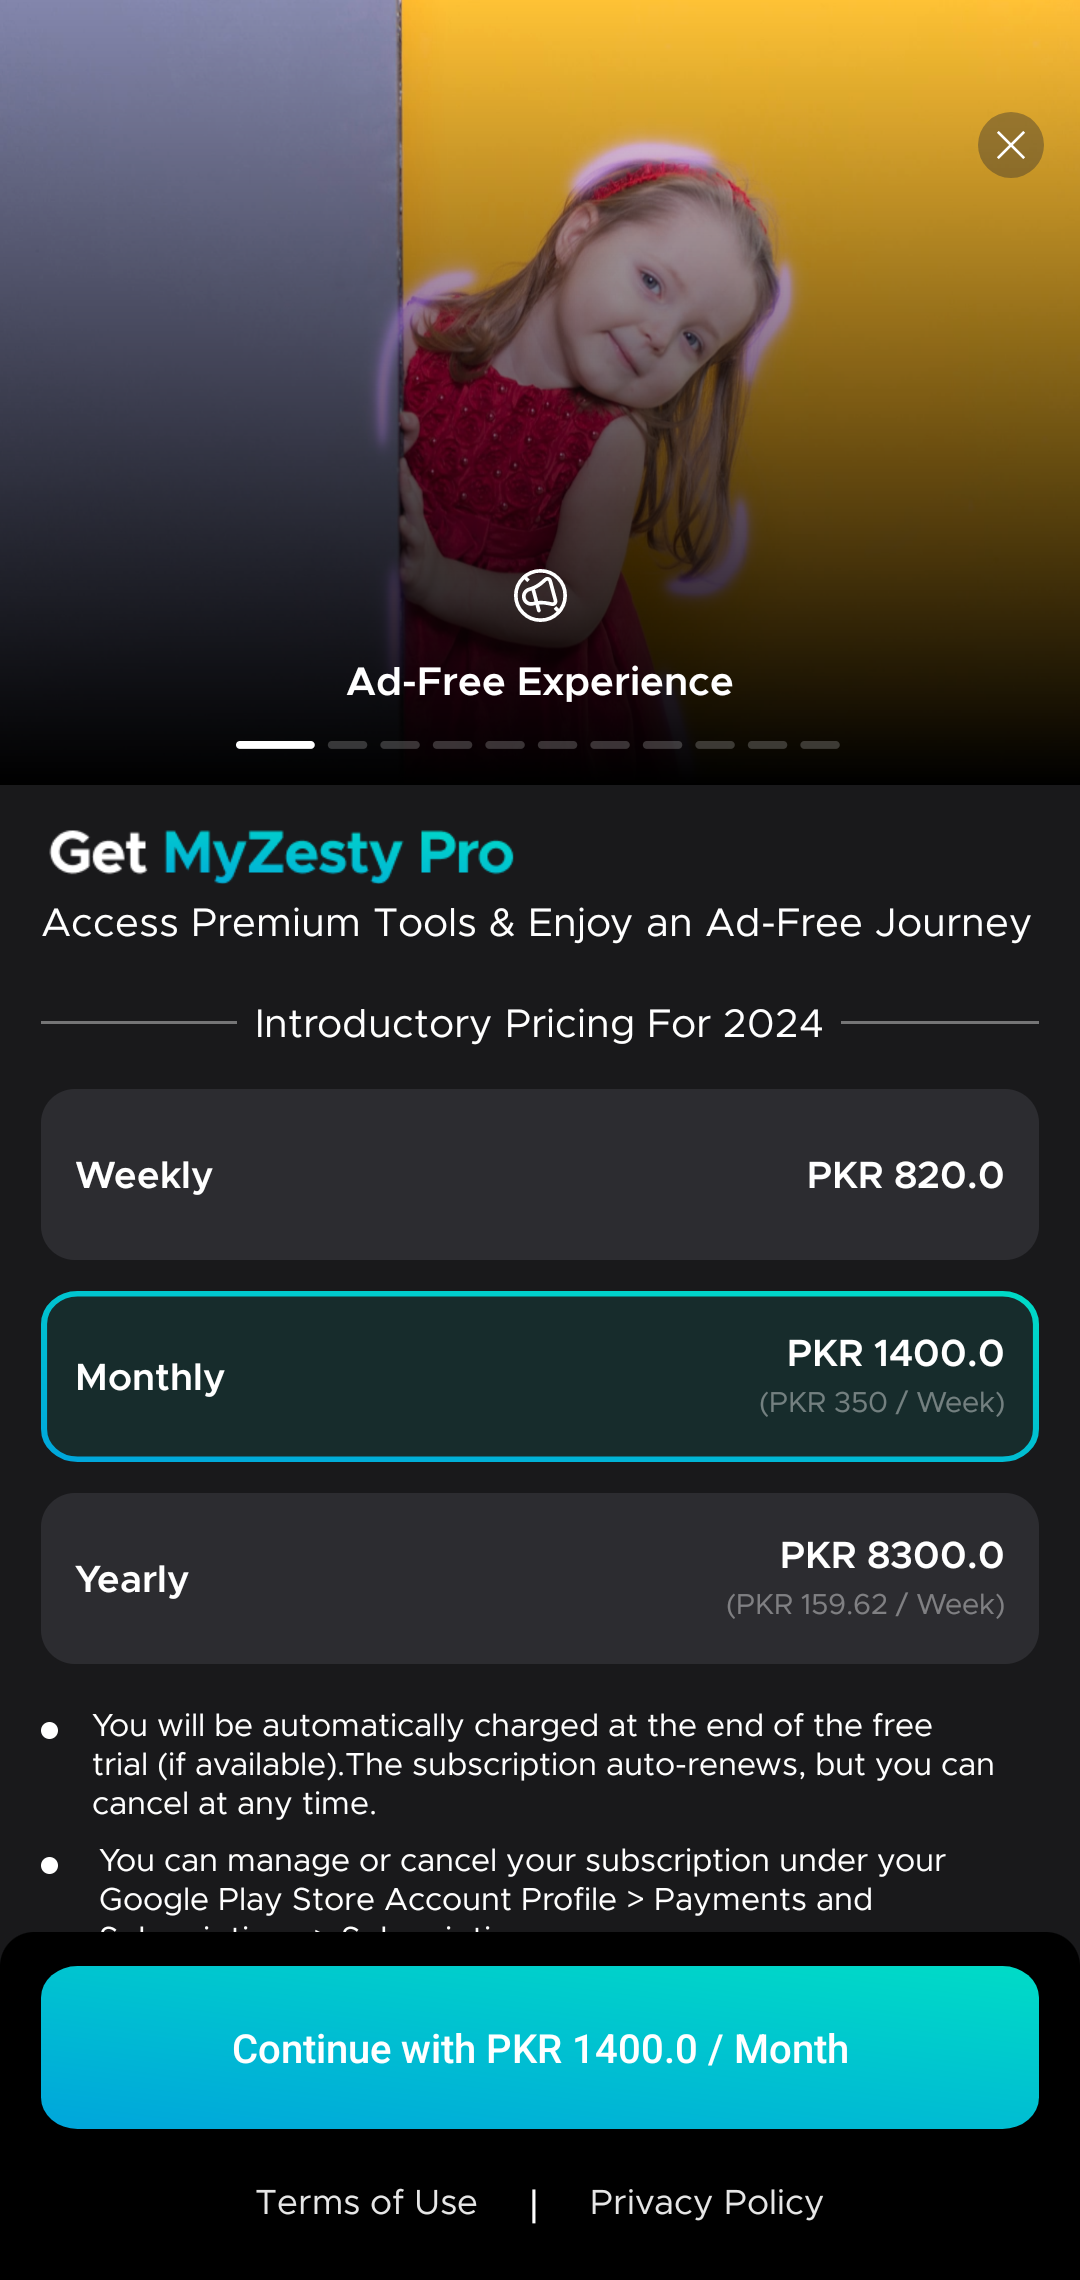 Ad-Free Experience
Get MyZesty Pro
Access Premium Tools & Enjoy an Ad-Free Journey
Introductory Pricing For 2024
Weekly
PKR 820.0
Monthly
PKR 1400.0
(PKR 350 / Week)
Yearly
PKR 8300.0
(PKR 159.62 / Week)
You will be automatically charged at the end of the free
trial (if available).The subscription auto-renews, but you can
cancel at any time.
You can manage or cancel your subscription under your
Google Play Store Account Profile > Payments and
Continue with PKR 1400.0 / Month
Terms of Use | Privacy Policy